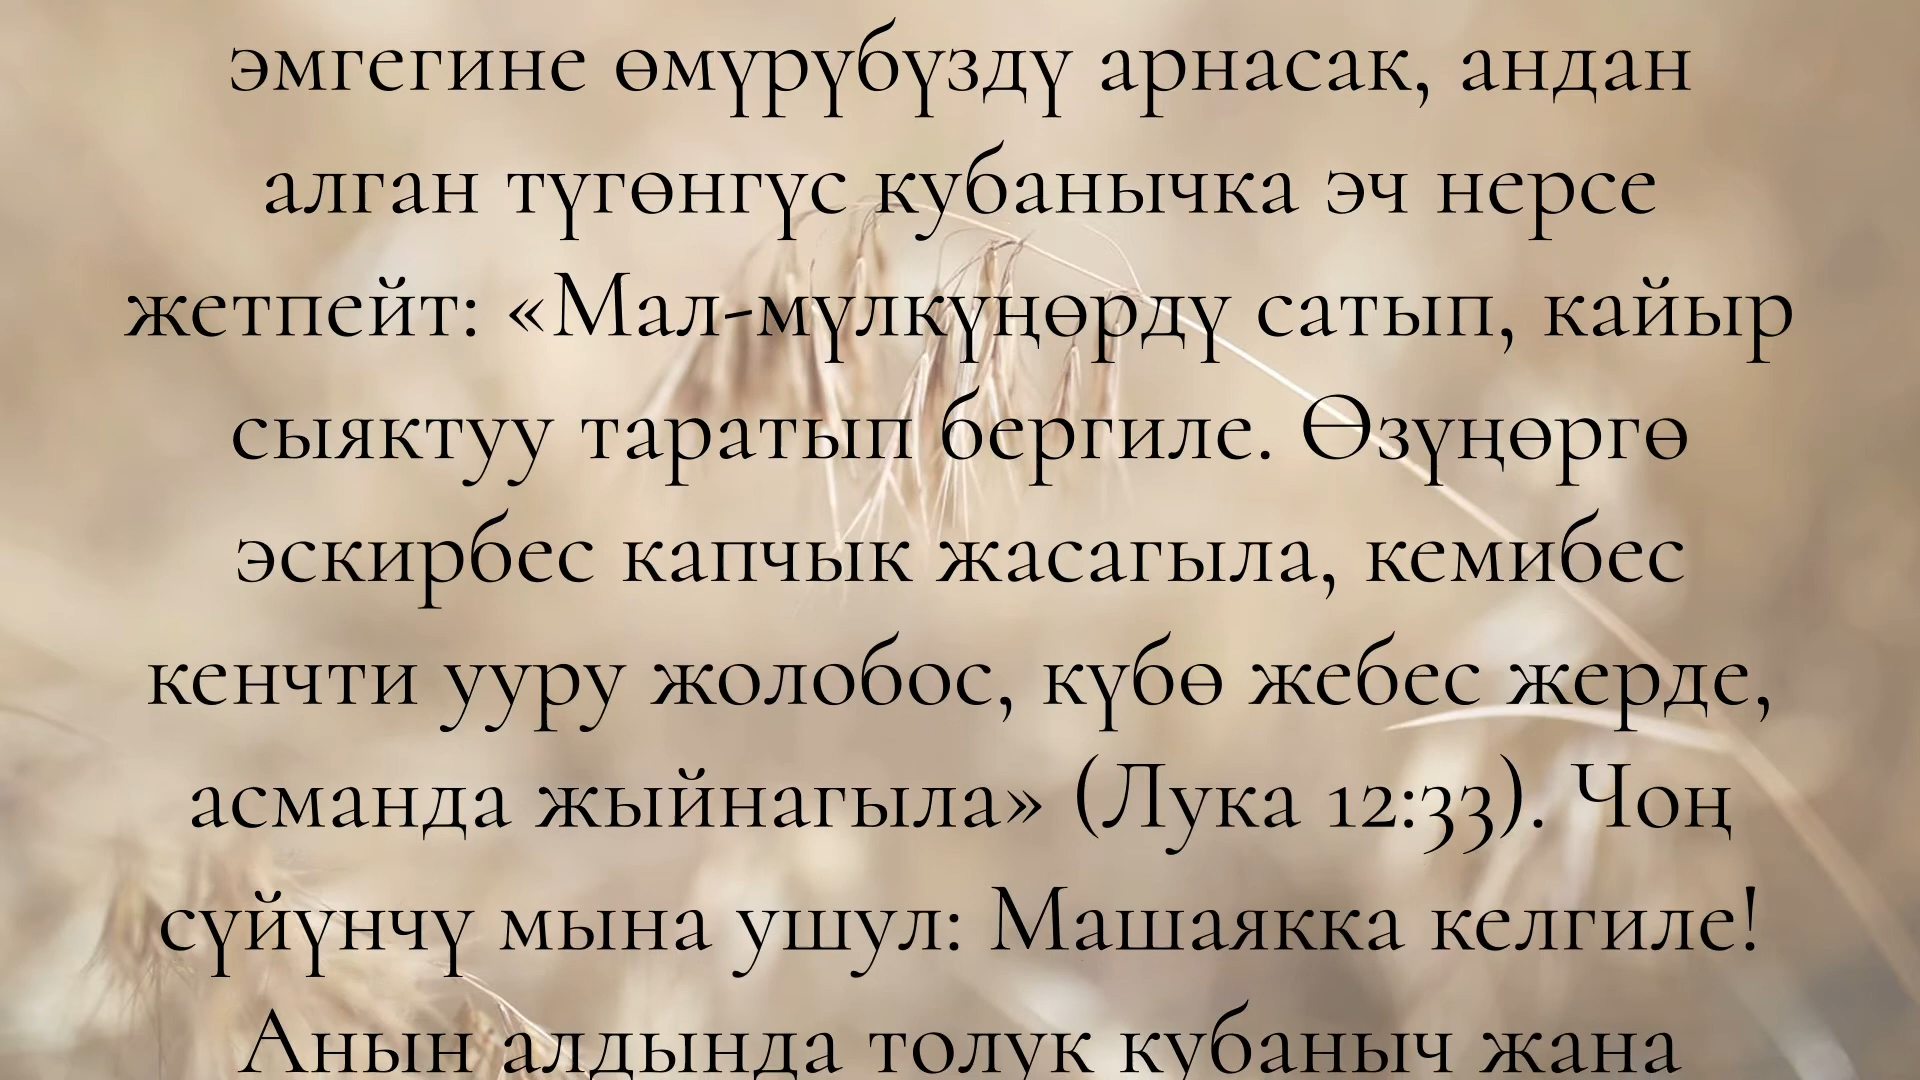 эмгегине өмүрүбүздү арнасак, андан
алган түгөнгүс кубанычка эч нерсе
жетпейт: «Мал-мүлкүңөрдү сатып, кайыр
сыяктуу таратып бергиле. Өзүңөргө
эскирбес капчык жасагыла, кемибес
кенчти ууру жолобос, күбө жебес жерде,
асманда жыйнагыла» (Лука 12:33). Чоң
сүйүнчү мына ушул: Машаякка келгиле!
Анын алдында толук кубаныч жана